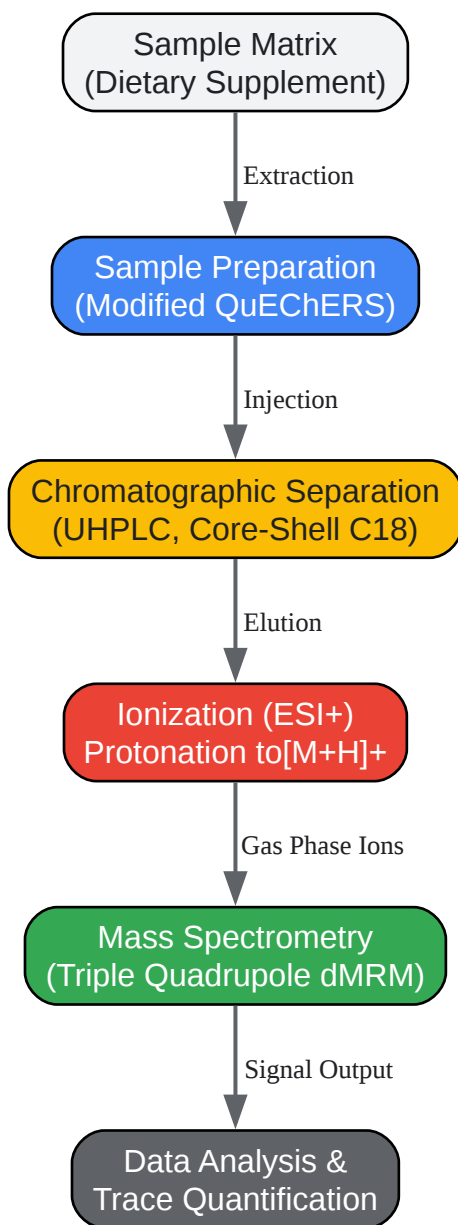 Sample Matrix
(Dietary Supplement)
Extraction
Sample Preparation
(Modified QuEChERS)
Injection
Chromatographic Separation
(UHPLC, Core-Shell C18)
Elution
Ionization (ESI+)
Protonation to[M+H]+
Gas Phase Ions
Mass Spectrometry
(Triple Quadrupole dMRM)
Signal Output
Data Analysis &
Trace Quantification